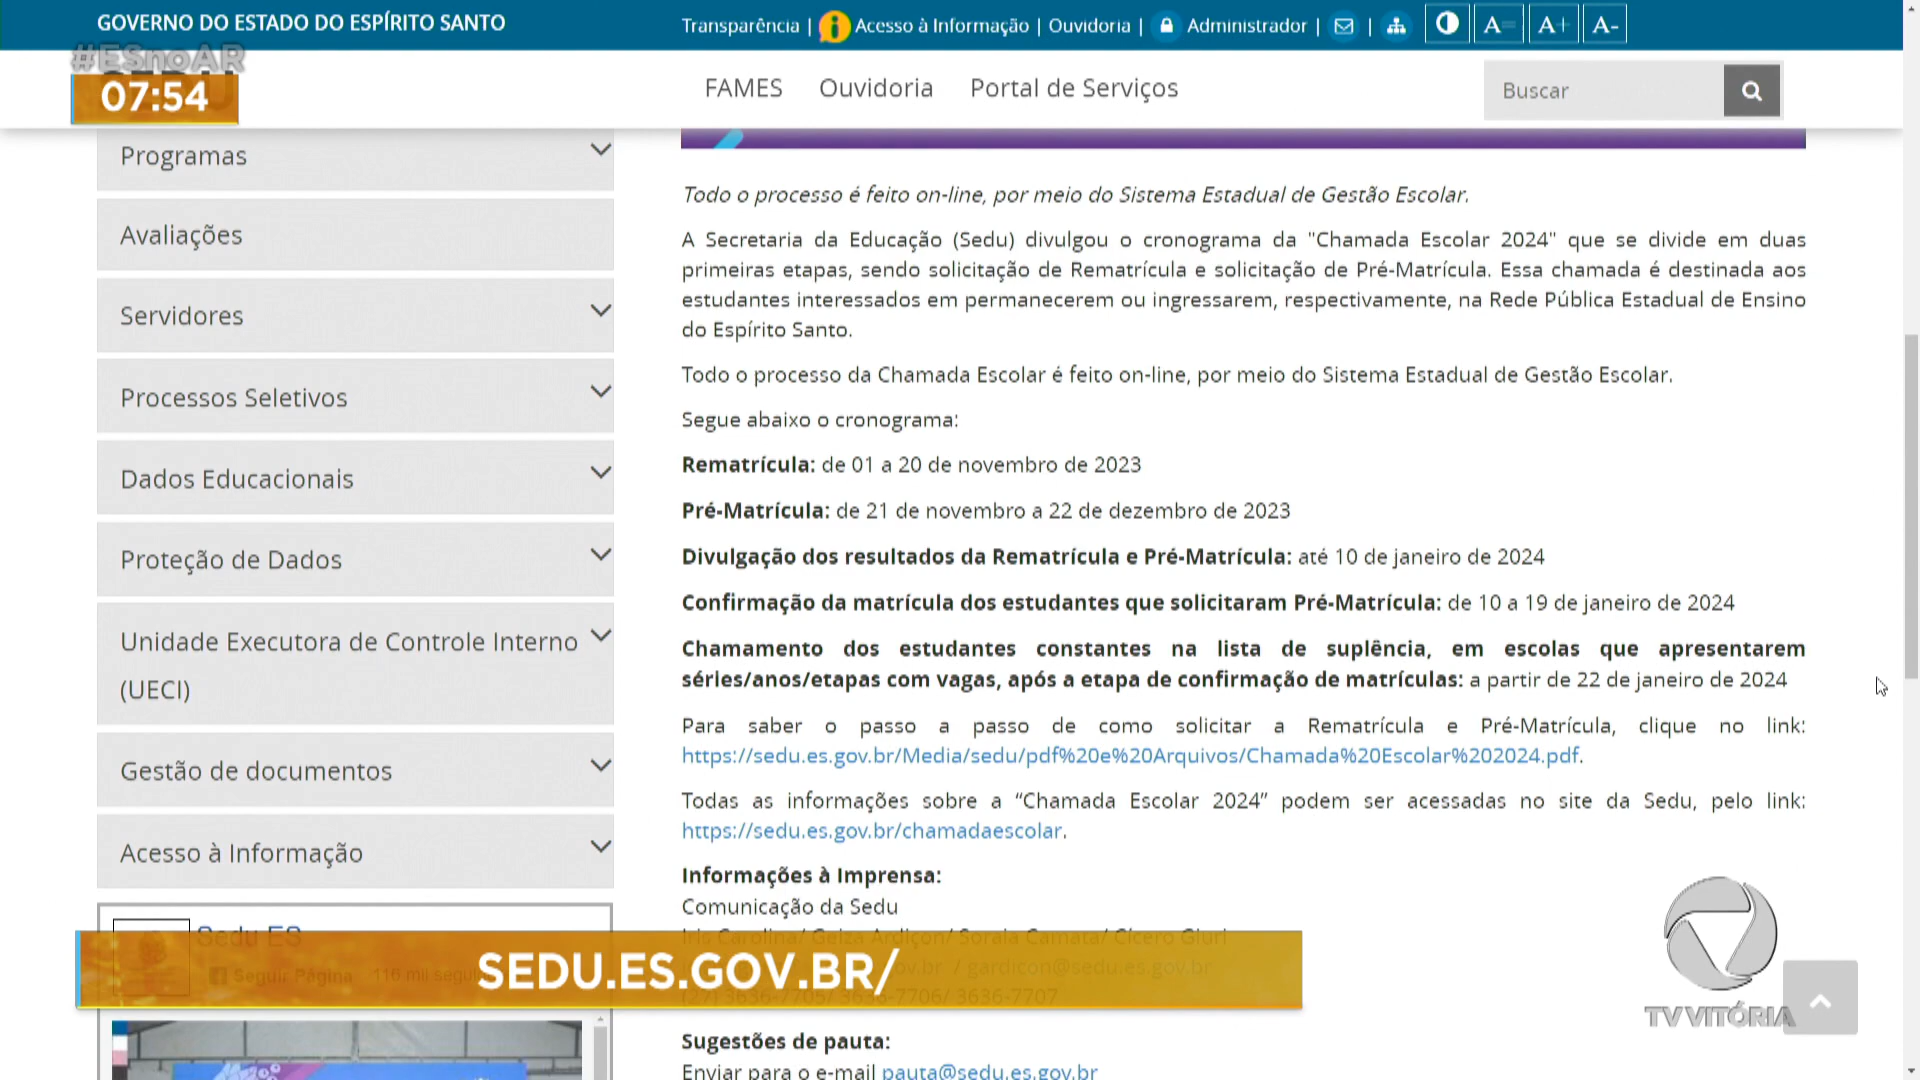 GOVERNO DO ESTADO DO ESPÍRITO SANTO
Transparência | Acesso à Informação | Ouvidoria | Administrador | |
A= A+ A-
#ESnoAR
07:54
FAMES Ouvidoria Portal de Serviços
Buscar
Programas
Avaliações
Servidores
Processos Seletivos
Dados Educacionais
Proteção de Dados
Unidade Executora de Controle Interno
(UECI)
Gestão de documentos
Acesso à Informação
Sedu ES
Seguir Página 116 mil
Todo o processo é feito on-line, por meio do Sistema Estadual de Gestão Escolar.
A Secretaria da Educação (Sedu) divulgou o cronograma da "Chamada Escolar 2024" que se divide em duas
primeiras etapas, sendo solicitação de Rematrícula e solicitação de Pré-Matrícula. Essa chamada é destinada aos
estudantes interessados em permanecerem ou ingressarem, respectivamente, na Rede Pública Estadual de Ensino
do Espírito Santo.
Todo o processo da Chamada Escolar é feito on-line, por meio do Sistema Estadual de Gestão Escolar.
Segue abaixo o cronograma:
Rematrícula: de 01 a 20 de novembro de 2023
Pré-Matrícula: de 21 de novembro a 22 de dezembro de 2023
Divulgação dos resultados da Rematrícula e Pré-Matrícula: até 10 de janeiro de 2024
Confirmação da matrícula dos estudantes que solicitaram Pré-Matrícula: de 10 a 19 de janeiro de 2024
Chamamento dos estudantes constantes na lista de suplência, em escolas que apresentarem
séries/anos/etapas com vagas, após a etapa de confirmação de matrículas: a partir de 22 de janeiro de 2024
Para saber o passo a passo de como solicitar a Rematrícula e Pré-Matrícula, clique no link:
https://sedu.es.gov.br/Media/sedu/pdf%20e%20Arquivos/Chamada%20Escolar%202024.pdf.
Todas as informações sobre a “Chamada Escolar 2024” podem ser acessadas no site da Sedu, pelo link:
https://sedu.es.gov.br/chamadaescolar.
Informações à Imprensa:
Comunicação da Sedu
Iris Carolina/ Geiza Ardiçon/ Soraia Camata/ Cícero Giuri
/ gardicon@sedu.es.gov.br
(27) 3636-7705/ 3636-7706/ 3636-7707
SEDU.ES.GOV.BR/
Sugestões de pauta:
Enviar para o e-mail pauta@sedu.es.gov.br
TV VITÓRIA